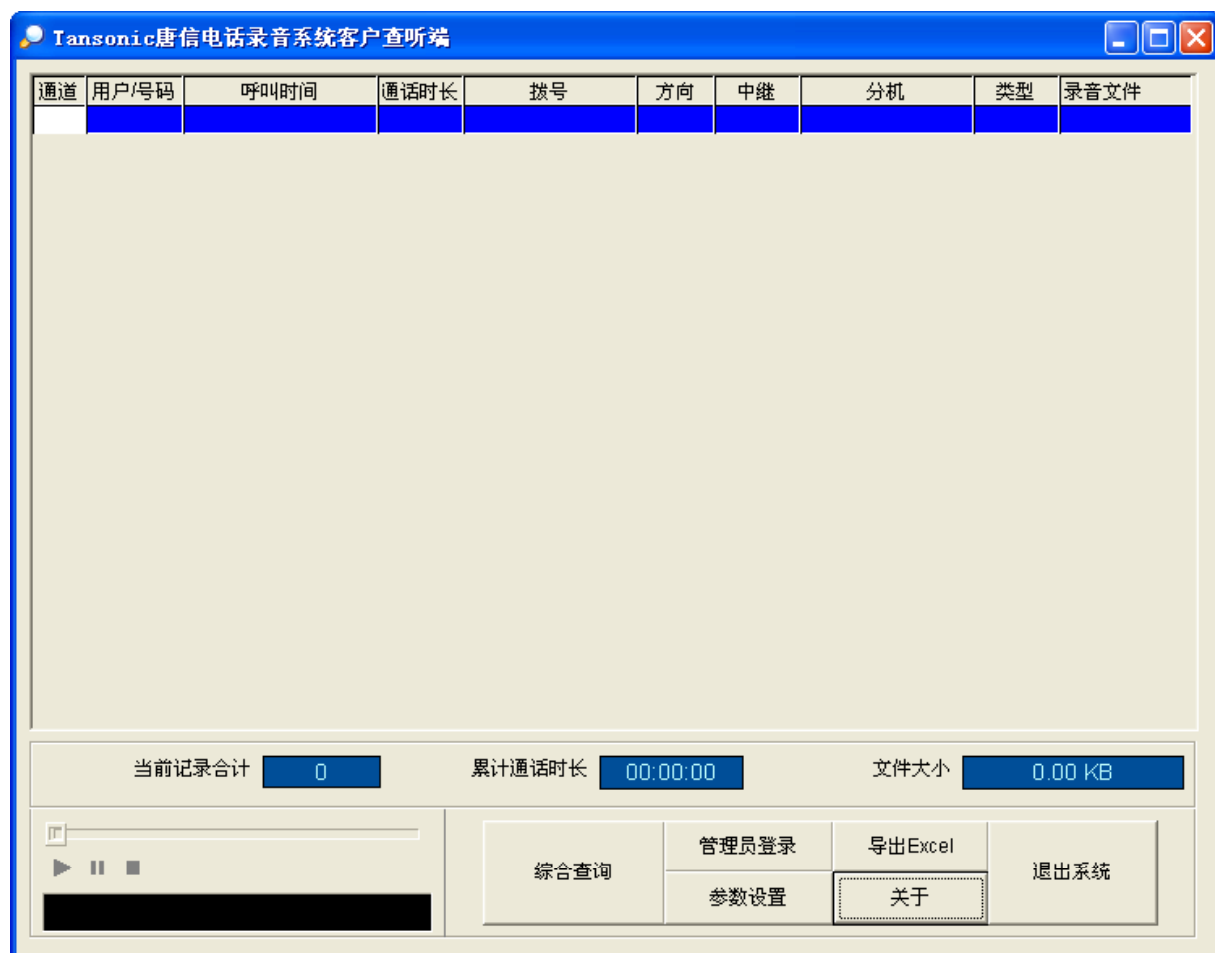 Tansonic唐信电话录音系统客户查听端
通道 用户/号码 呼叫时间 通话时长 拨号 方向 中继 分机 类型 录音文件
当前记录合计 0 累计通话时长 00:00:00 文件大小 0.00 KB
综合查询 管理员登录 导出Excel 退出系统
参数设置 关于